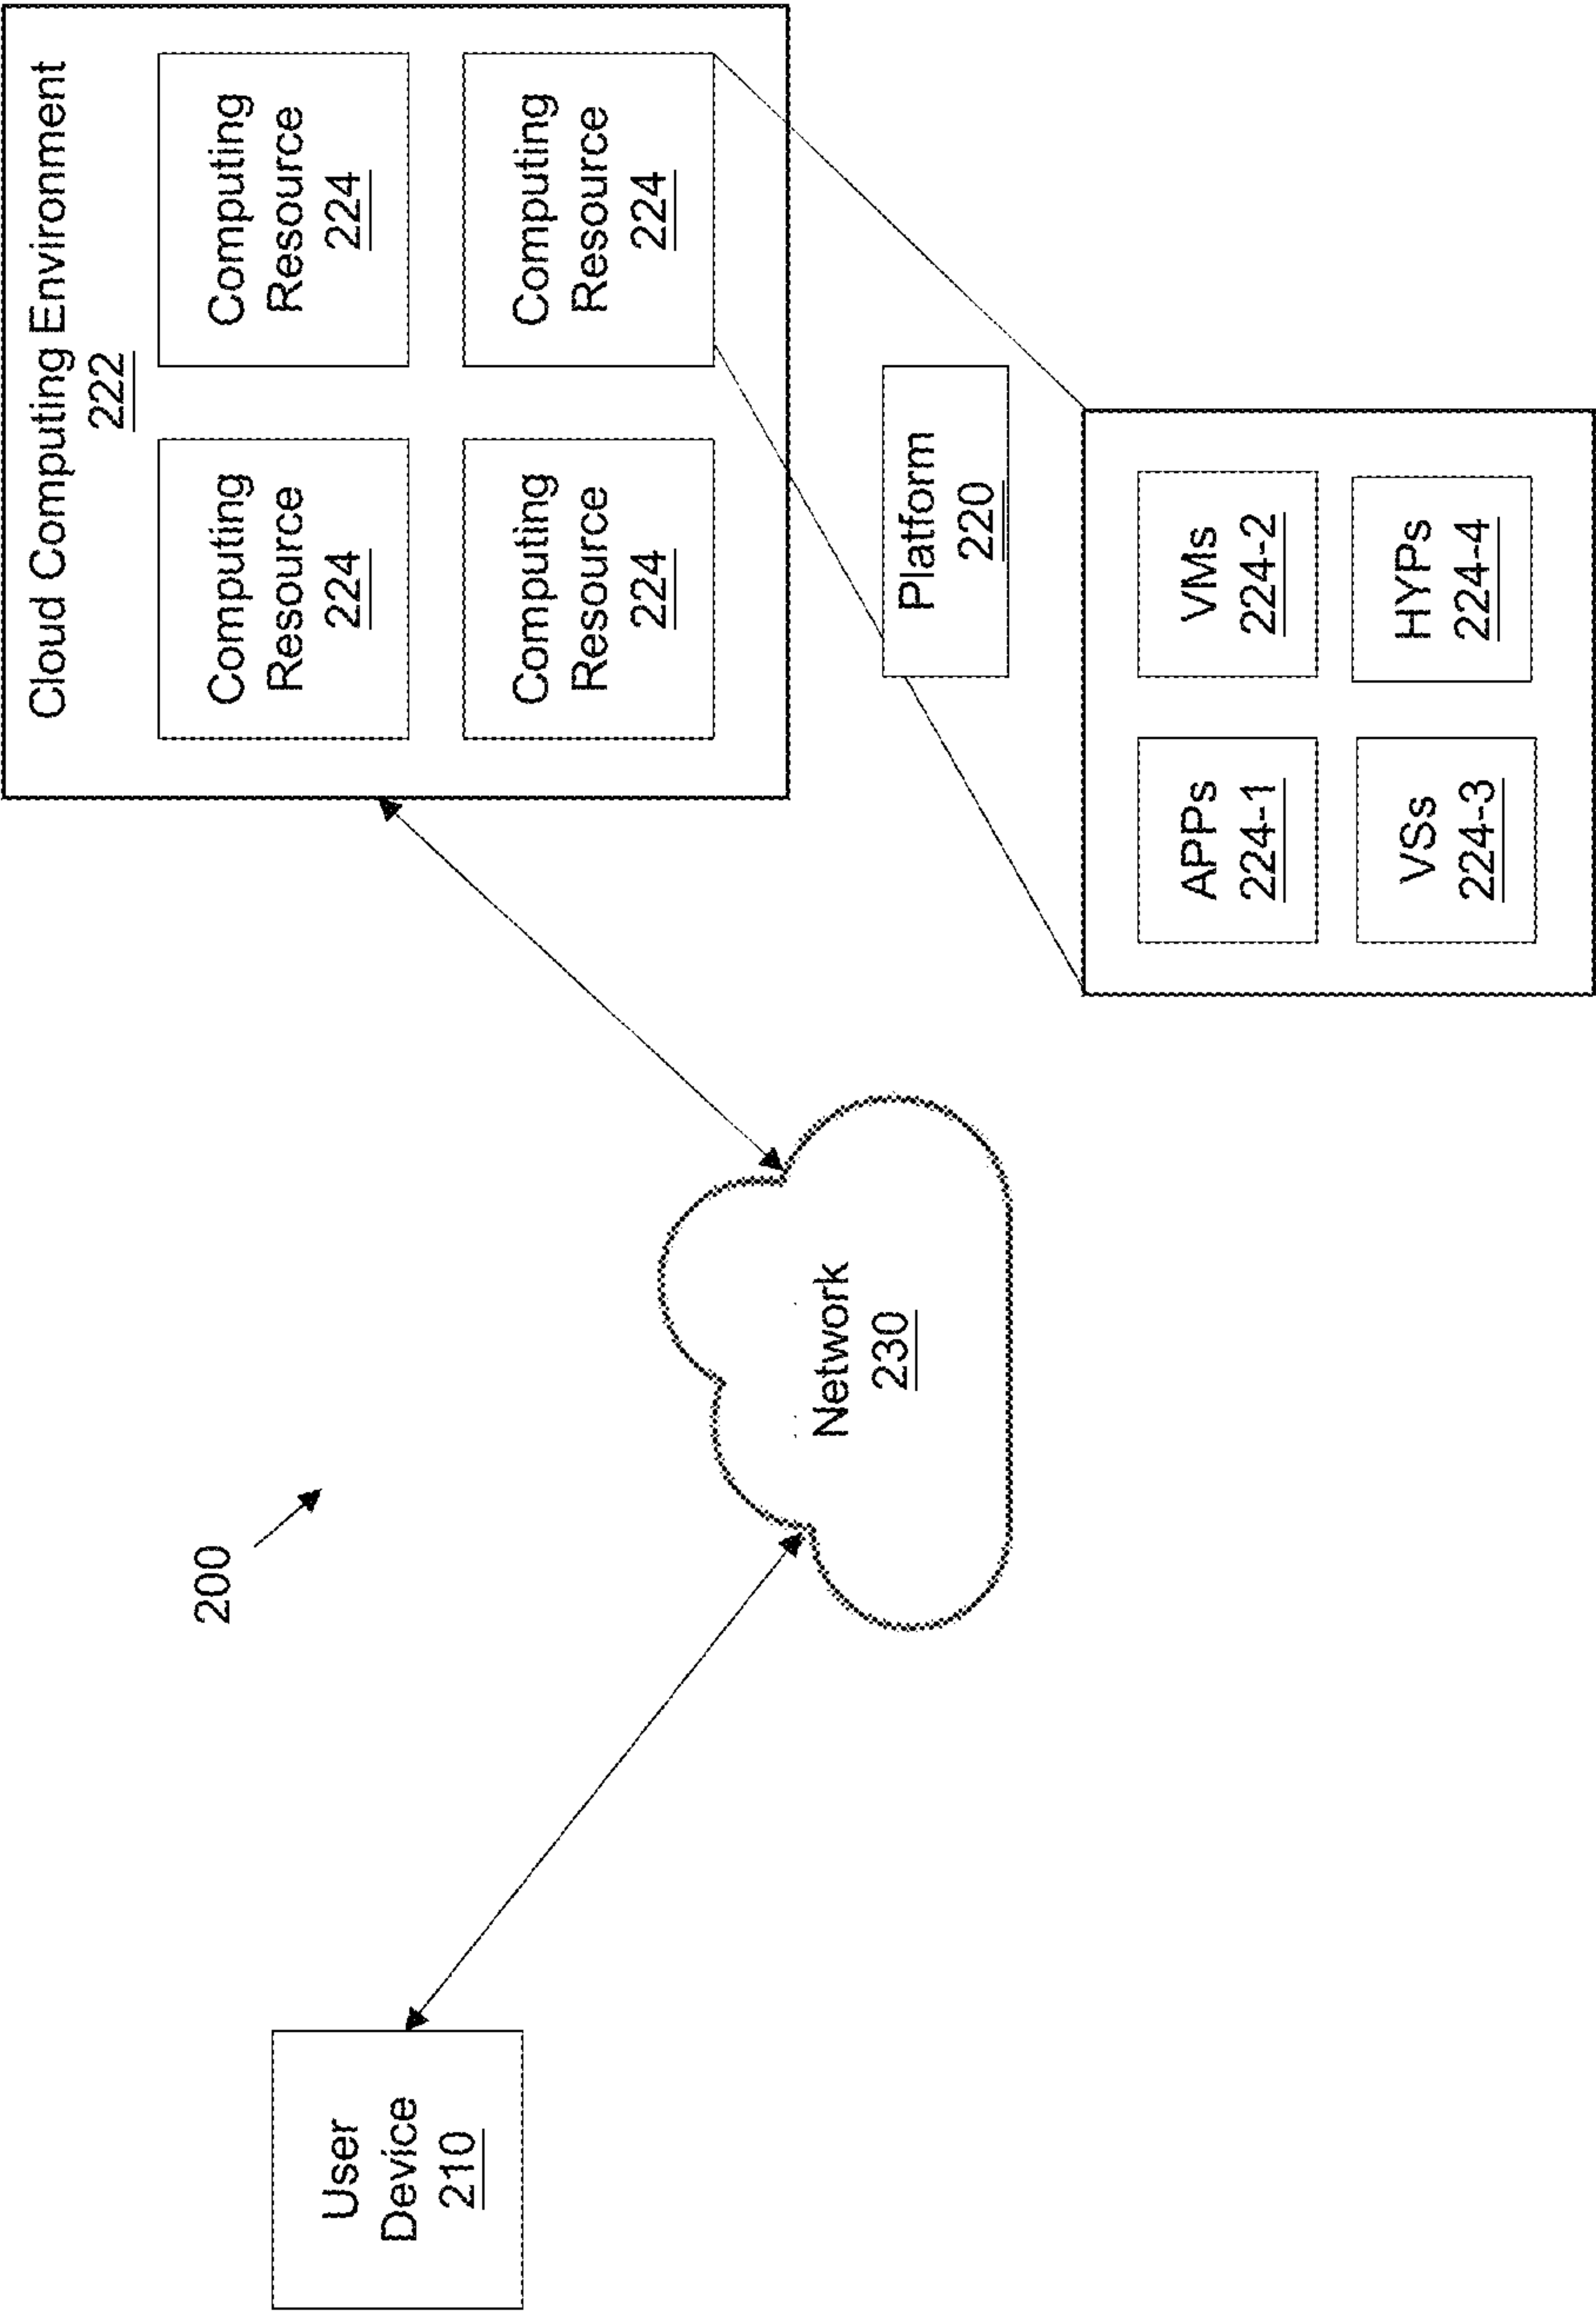 200
User
Device
210
Network
230
Cloud Computing Environment
222
Computing
Resource
224
Computing
Resource
224
Computing
Resource
224
Computing
Resource
224
Platform
220
APPs
224-1
VMs
224-2
VSs
224-3
HYPs
224-4